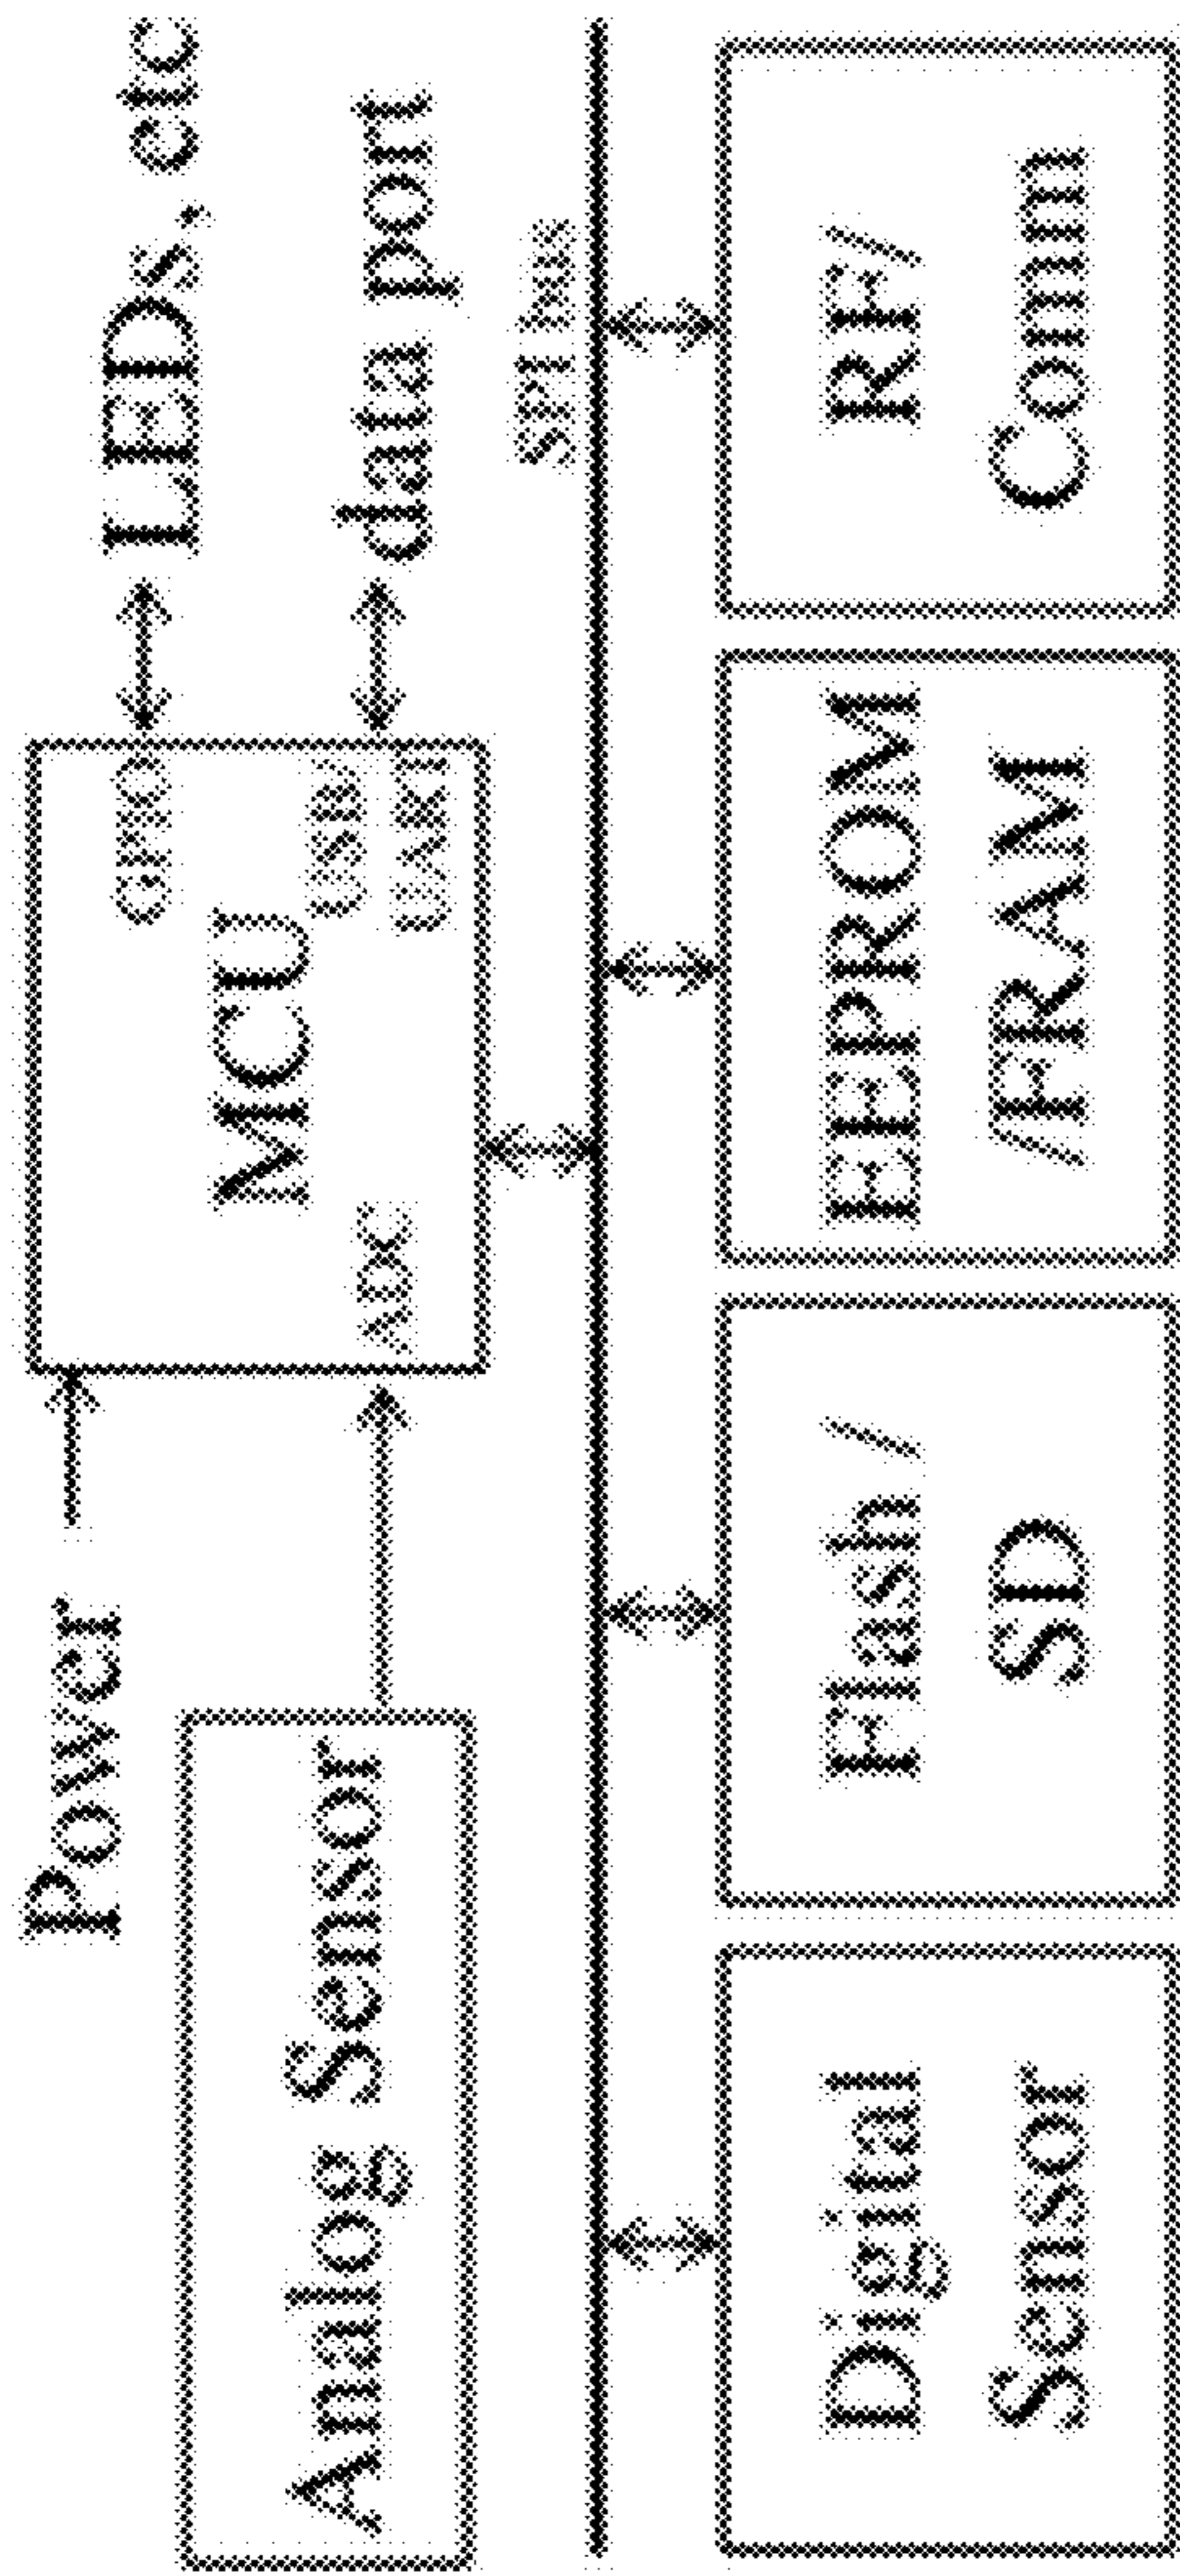 Power
LEDs, etc
GPIO
MCU
Analog Sensor
ADC
USB/
UART
data port
SPI bus
Digital
Sensor
Flash /
SD
EEPROM
/FRAM
RF/
Comm